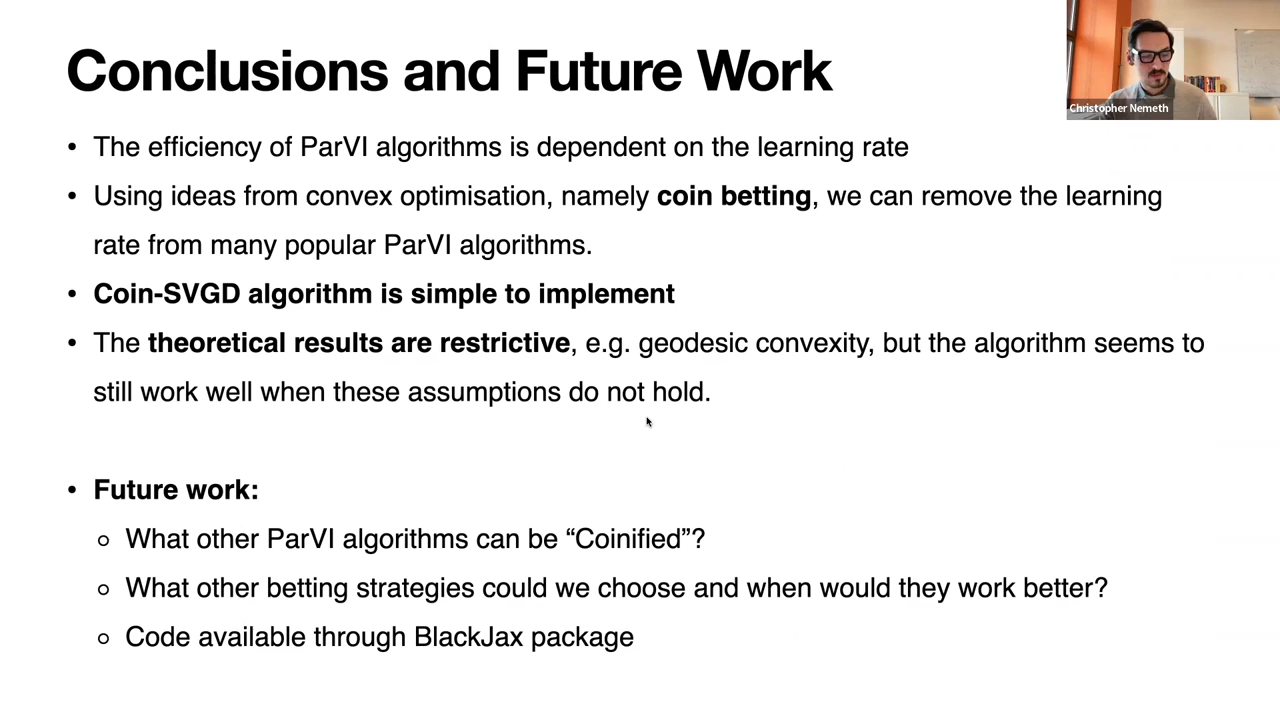 Conclusions and Future Work
Christopher Nemeth
• The efficiency of ParVI algorithms is dependent on the learning rate
• Using ideas from convex optimisation, namely coin betting, we can remove the learning
rate from many popular ParVI algorithms.
• Coin-SVGD algorithm is simple to implement
• The theoretical results are restrictive, e.g. geodesic convexity, but the algorithm seems to
still work well when these assumptions do not hold.
• Future work:
○ What other ParVI algorithms can be “Coinified”?
○ What other betting strategies could we choose and when would they work better?
○ Code available through BlackJax package